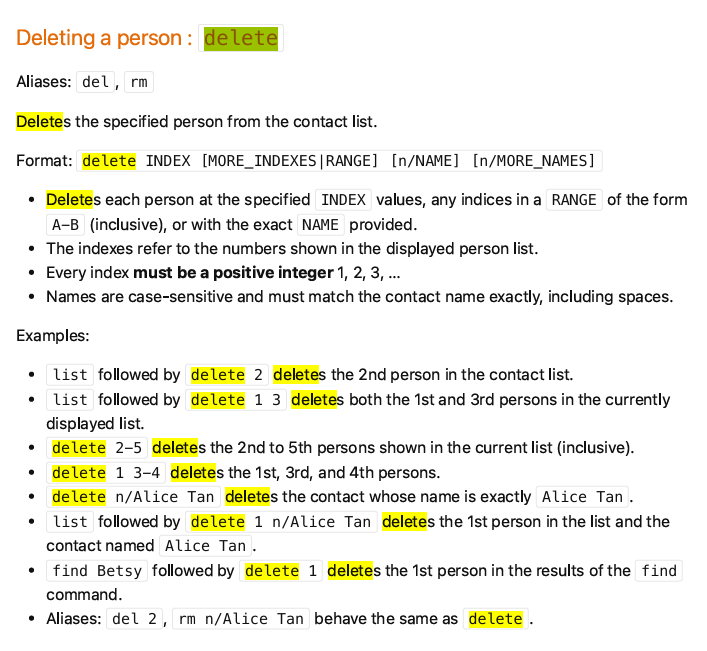 Deleting a person : delete
Aliases: del, rm
Deletes the specified person from the contact list.
Format: delete INDEX [MORE_INDEXES|RANGE] [n/NAME] [n/MORE_NAMES]
• Deletes each person at the specified INDEX values, any indices in a RANGE of the form
A-B (inclusive), or with the exact NAME provided.
• The indexes refer to the numbers shown in the displayed person list.
• Every index must be a positive integer 1, 2, 3, …
• Names are case-sensitive and must match the contact name exactly, including spaces.
Examples:
• list followed by delete 2 deletes the 2nd person in the contact list.
• list followed by delete 1 3 deletes both the 1st and 3rd persons in the currently
displayed list.
• delete 2-5 deletes the 2nd to 5th persons shown in the current list (inclusive).
• delete 1 3-4 deletes the 1st, 3rd, and 4th persons.
• delete n/Alice Tan deletes the contact whose name is exactly Alice Tan.
• list followed by delete 1 n/Alice Tan deletes the 1st person in the list and the
contact named Alice Tan.
• find Betsy followed by delete 1 deletes the 1st person in the results of the find
command.
• Aliases: del 2, rm n/Alice Tan behave the same as delete.